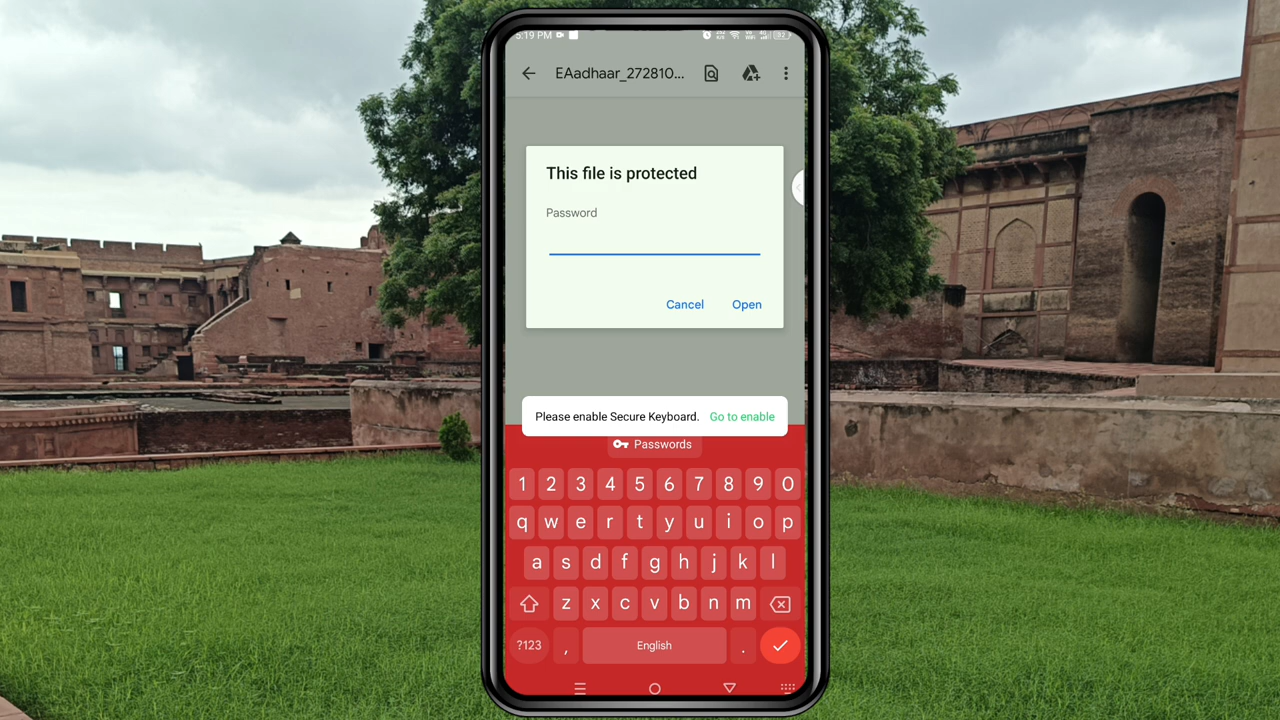 5:19 PM
EAadhaar_272810...
This file is protected
Password
Cancel Open
Please enable Secure Keyboard. Go to enable
Passwords
1 2 3 4 5 6 7 8 9 0
q w e r t y u i o p
a s d f g h j k l
z x c v b n m
?123 , English .